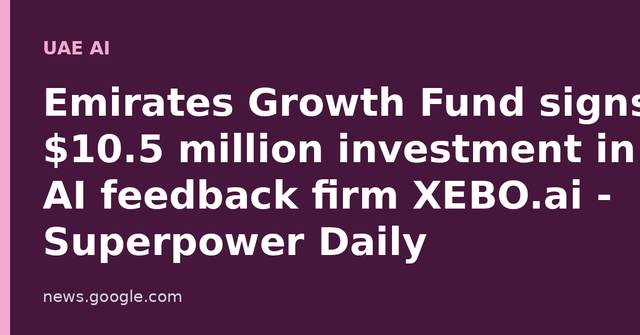 UAE AI
Emirates Growth Fund signs
$10.5 million investment in
AI feedback firm XEBO.ai -
Superpower Daily
news.google.com